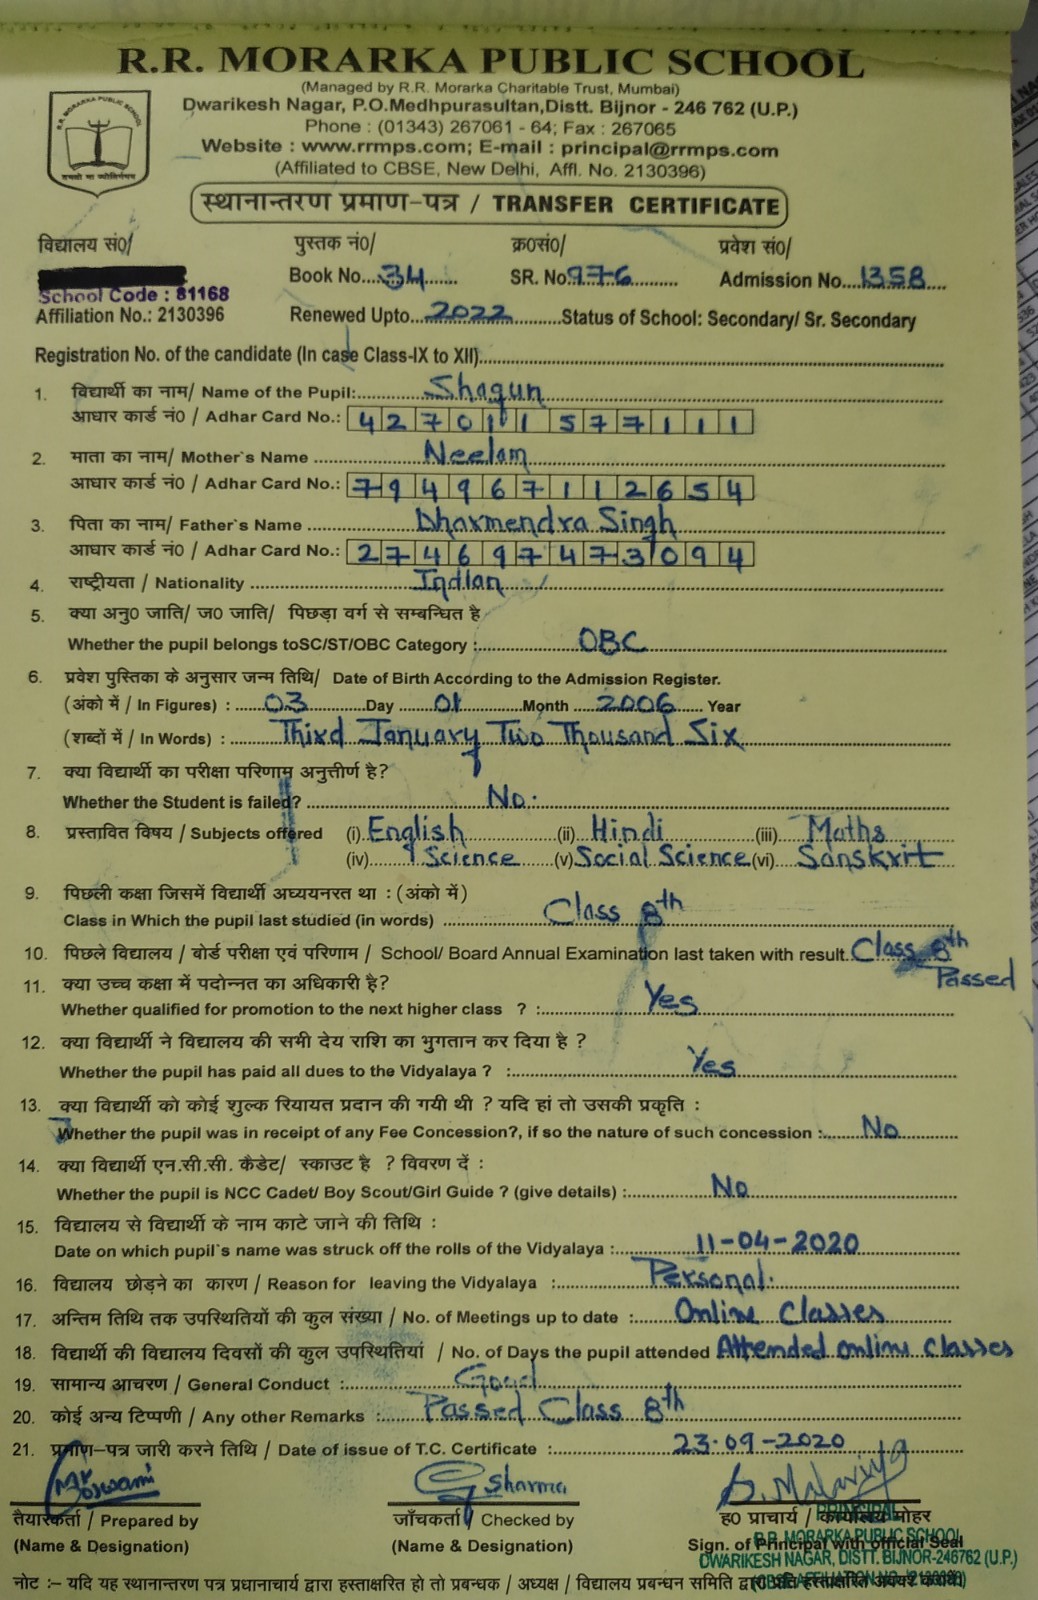 R.R. MORARKA PUBLIC SCHOOL
(Managed by R.R. Morarka Charitable Trust, Mumbai)
Dwarikesh Nagar, P.O.Medhpurasultan,Distt. Bijnor - 246 762 (U.P.)
Phone : (01343) 267061 - 64; Fax : 267065
Website : www.rrmps.com; E-mail : principal@rrmps.com
(Affiliated to CBSE, New Delhi, Affl. No. 2130396)
R.R. MORARKA PUBLIC SCHOOL
तमसो मा ज्योतिर्गमय
स्थानान्तरण प्रमाण-पत्र / TRANSFER CERTIFICATE
विद्यालय सं0/ पुस्तक नं0/ क्र0सं0/ प्रवेश सं0/
Book No....34....... SR. No.976.......... Admission No...1358....
School Code : 81168
Affiliation No.: 2130396 Renewed Upto...2022..........Status of School: Secondary/ Sr. Secondary
Registration No. of the candidate (In case Class-IX to XII)..........
1. विद्यार्थी का नाम/ Name of the Pupil:.......Shagun..........
आधार कार्ड नं0 / Adhar Card No.: 427011577111
2. माता का नाम/ Mother`s Name ..........Neelam..........
आधार कार्ड नं0 / Adhar Card No.: 794967112654
3. पिता का नाम/ Father`s Name ..........Dharmendra Singh..........
आधार कार्ड नं0 / Adhar Card No.: 274697473094
4. राष्ट्रीयता / Nationality ..........Indian..........
5. क्या अनु0 जाति/ ज0 जाति/ पिछड़ा वर्ग से सम्बन्धित है
Whether the pupil belongs toSC/ST/OBC Category :..........OBC..........
6. प्रवेश पुस्तिका के अनुसार जन्म तिथि/ Date of Birth According to the Admission Register.
(अंको में / In Figures) : .....03......Day .....01........Month ...2006..... Year
(शब्दों में / In Words) : .......Third January Two Thousand Six..........
7. क्या विद्यार्थी का परीक्षा परिणाम अनुत्तीर्ण है?
Whether the Student is failed? ..........No...........
8. प्रस्तावित विषय / Subjects offered (i) English (ii) Hindi (iii) Maths
(iv) Science (v) Social Science (vi) Sanskrit
9. पिछली कक्षा जिसमें विद्यार्थी अघ्ययनरत था : (अंको में)
Class in Which the pupil last studied (in words) ..........Class 8th..........
10. पिछले विद्यालय / बोर्ड परीक्षा एवं परिणाम / School/ Board Annual Examination last taken with result. Class 8th
Passed
11. क्या उच्च कक्षा में पदोन्नत का अधिकारी है?
Whether qualified for promotion to the next higher class ? :..........Yes..........
12. क्या विद्यार्थी ने विद्यालय की सभी देय राशि का भुगतान कर दिया है ?
Whether the pupil has paid all dues to the Vidyalaya ? :..........Yes..........
13. क्या विद्यार्थी को कोई शुल्क रियायत प्रदान की गयी थी ? यदि हां तो उसकी प्रकृति :
Whether the pupil was in receipt of any Fee Concession?, if so the nature of such concession :......No.........
14. क्या विद्यार्थी एन.सी.सी. कैडेट/ स्काउट है ? विवरण दें :
Whether the pupil is NCC Cadet/ Boy Scout/Girl Guide ? (give details) :..........No..........
15. विद्यालय से विद्यार्थी के नाम काटे जाने की तिथि :
Date on which pupil`s name was struck off the rolls of the Vidyalaya :..........11-04-2020..........
16. विद्यालय छोड़ने का कारण / Reason for leaving the Vidyalaya :..........Personal...........
17. अन्तिम तिथि तक उपस्थितियों की कुल संख्या / No. of Meetings up to date :......Online Classes.......
18. विद्यार्थी की विद्यालय दिवसों की कुल उपस्थितियां / No. of Days the pupil attended Attended online classes
19. सामान्य आचरण / General Conduct :..........Good..........
20. कोई अन्य टिप्पणी / Any other Remarks :......Passed Class 8th..........
21. प्रमाण-पत्र जारी करने तिथि / Date of issue of T.C. Certificate :..........23-09-2020..........
Goswami G Sharma D. Malaviya
तैयारकर्ता / Prepared by जाँचकर्ता / Checked by ह0 प्राचार्य / कार्यालय मोहर
(Name & Designation) (Name & Designation) Sign. of Principal with official Seal
PRINCIPAL
R.R. MORARKA PUBLIC SCHOOL
DWARIKESH NAGAR, DISTT. BIJNOR-246762 (U.P.)
नोट :– यदि यह स्थानान्तरण पत्र प्रधानाचार्य द्वारा हस्ताक्षरित हो तो प्रबन्धक / अध्यक्ष / विद्यालय प्रबन्धन समिति द्वारा प्रति हस्ताक्षरित अवश्य करायें।